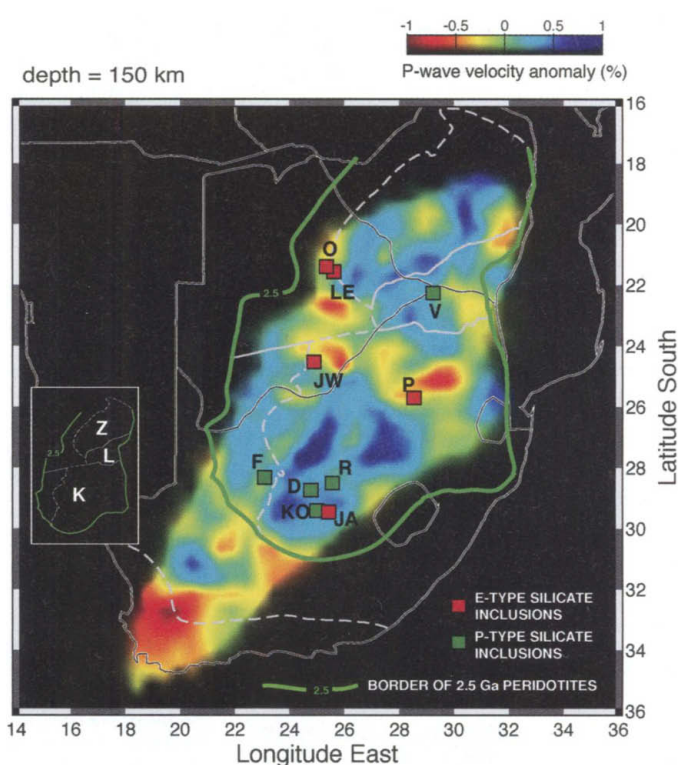 -1 -0.5 0 0.5 1
P-wave velocity anomaly (%)
depth = 150 km
16
18
20
22
24
26
28
30
32
34
36
Latitude South
O
LE
2.5
V
JW
P
2.5
Z
L
K
F
R
D
KO
JA
E-TYPE SILICATE
INCLUSIONS
P-TYPE SILICATE
INCLUSIONS
2.5 BORDER OF 2.5 Ga PERIDOTITES
14 16 18 20 22 24 26 28 30 32 34 36
Longitude East